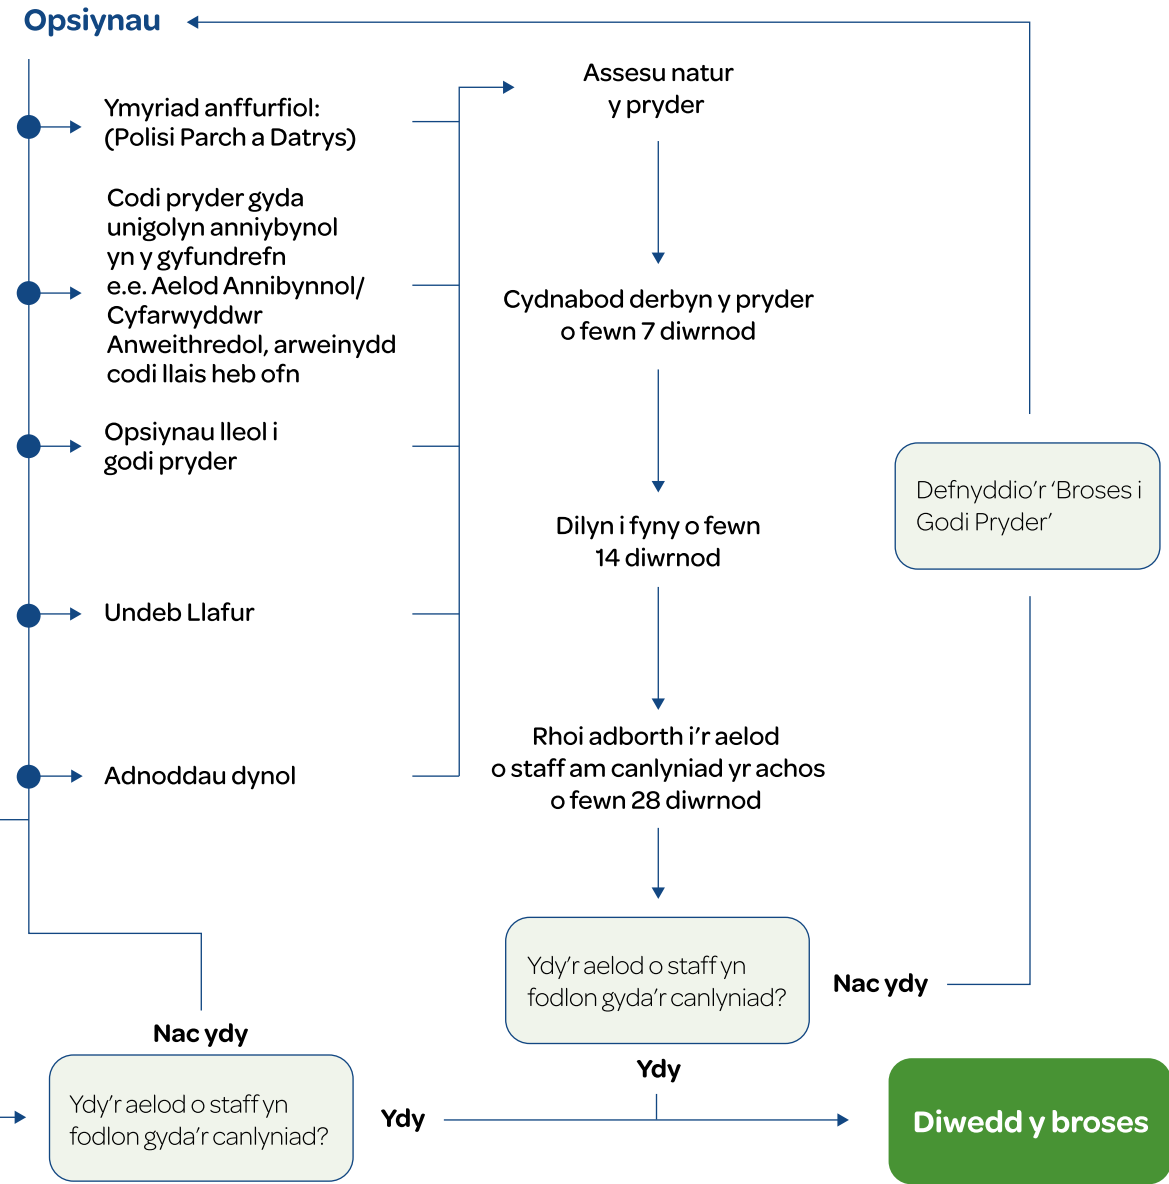 Opsiynau
Ymyriad anffurfiol:
(Polisi Parch a Datrys)
Codi pryder gyda
unigolyn anniybynol
yn y gyfundrefn
e.e. Aelod Annibynnol/
Cyfarwyddwr
Anweithredol, arweinydd
codi llais heb ofn
Opsiynau lleol i
godi pryder
Undeb Llafur
Adnoddau dynol
Assesu natur
y pryder
Cydnabod derbyn y pryder
o fewn 7 diwrnod
Dilyn i fyny o fewn
14 diwrnod
Rhoi adborth i’r aelod
o staff am canlyniad yr achos
o fewn 28 diwrnod
Ydy’r aelod o staff yn
fodlon gyda’r canlyniad?
Nac ydy
Defnyddio’r ‘Broses i
Godi Pryder’
Ydy
Nac ydy
Ydy’r aelod o staff yn
fodlon gyda’r canlyniad?
Ydy
Diwedd y broses